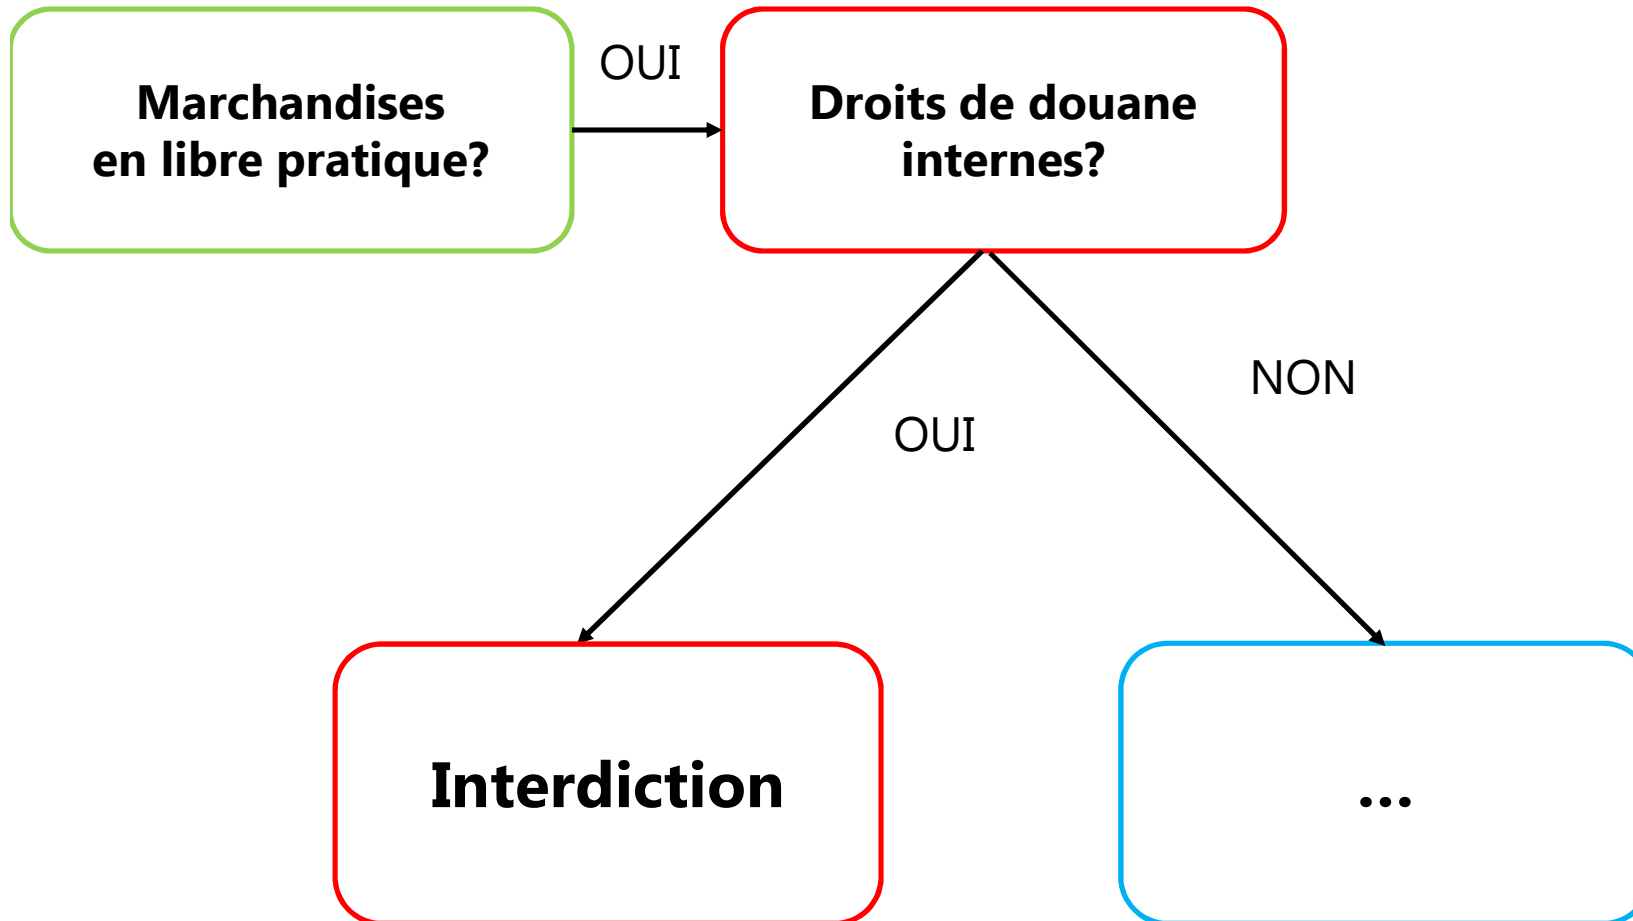 Marchandises
en libre pratique?
OUI
Droits de douane
internes?
OUI
NON
Interdiction
...